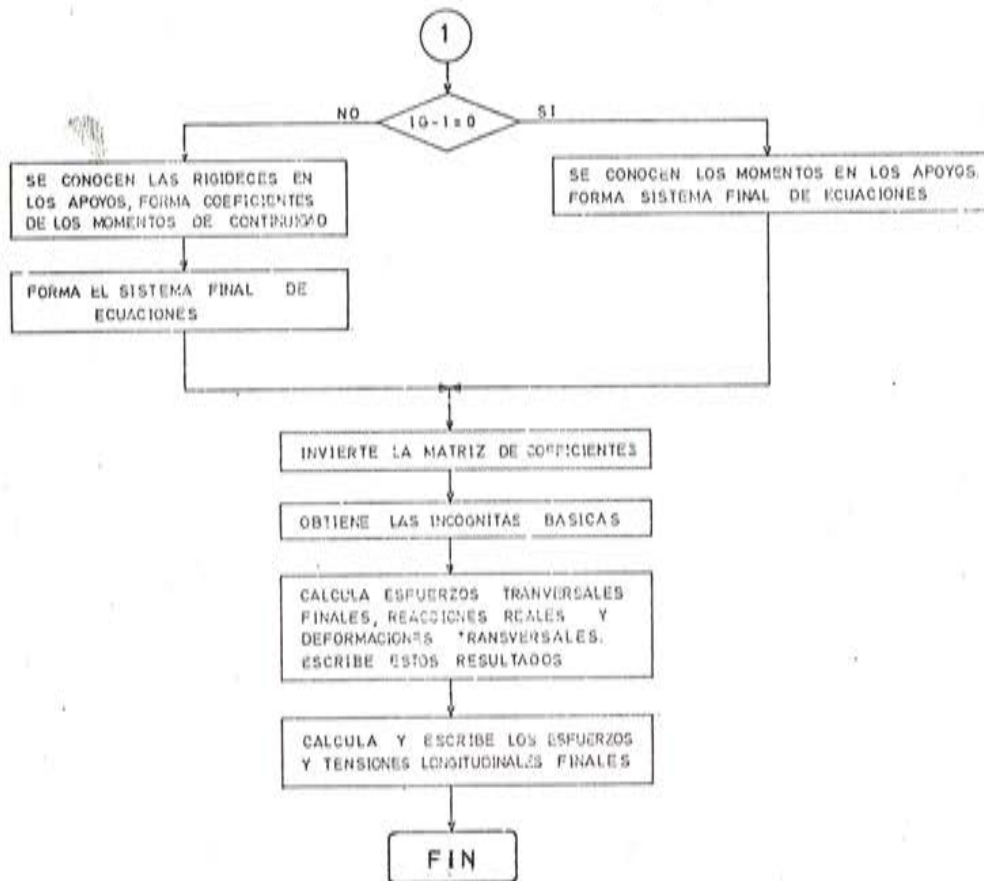 1
NO
IG-1=0
SI
SE CONOCEN LAS RIGIDECES EN
LOS APOYOS, FORMA COEFICIENTES
DE LOS MOMENTOS DE CONTINUIDAD
SE CONOCEN LOS MOMENTOS EN LOS APOYOS.
FORMA SISTEMA FINAL DE ECUACIONES
FORMA EL SISTEMA FINAL DE
ECUACIONES
INVIERTE LA MATRIZ DE COEFICIENTES
OBTIENE LAS INCOGNITAS BASICAS
CALCULA ESFUERZOS TRANVERSALES
FINALES, REACCIONES REALES Y
DEFORMACIONES TRANSVERSALES.
ESCRIBE ESTOS RESULTADOS
CALCULA Y ESCRIBE LOS ESFUERZOS
Y TENSIONES LONGITUDINALES FINALES
FIN